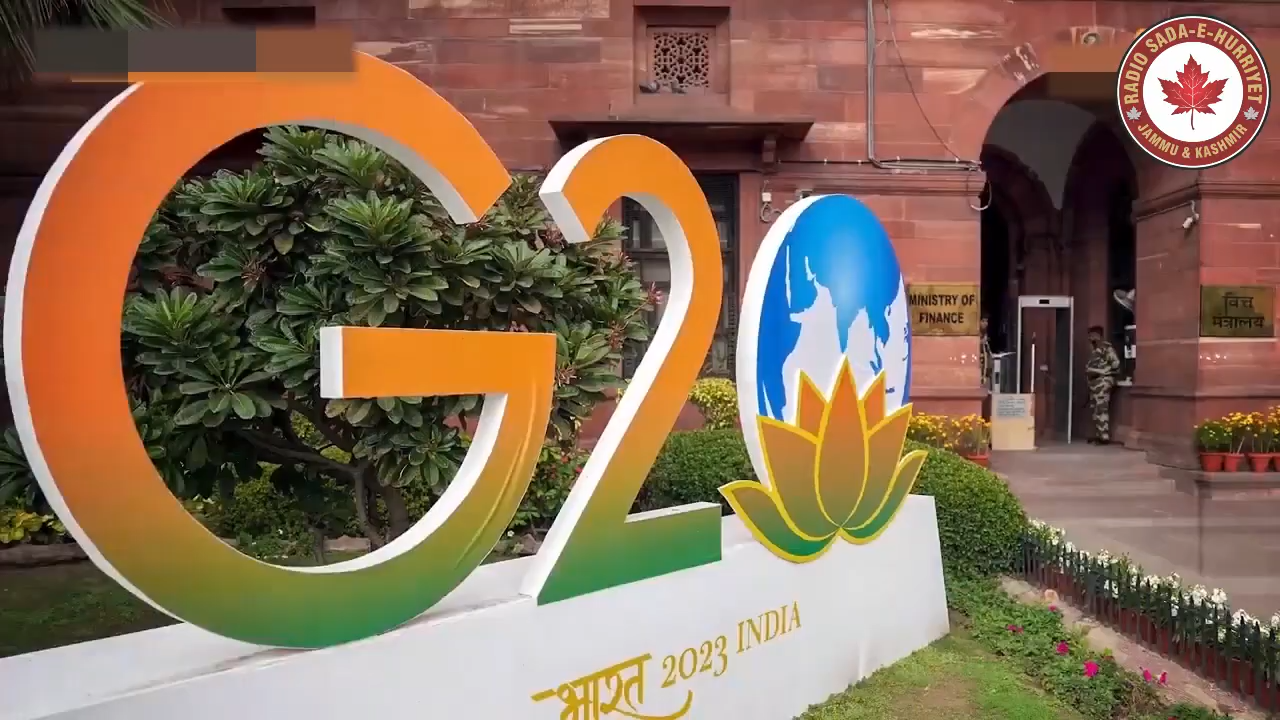 RADIO SADA-E-HURRIYET
JAMMU & KASHMIR
G20
MINISTRY OF
FINANCE
वित्त
मंत्रालय
भारत 2023 INDIA